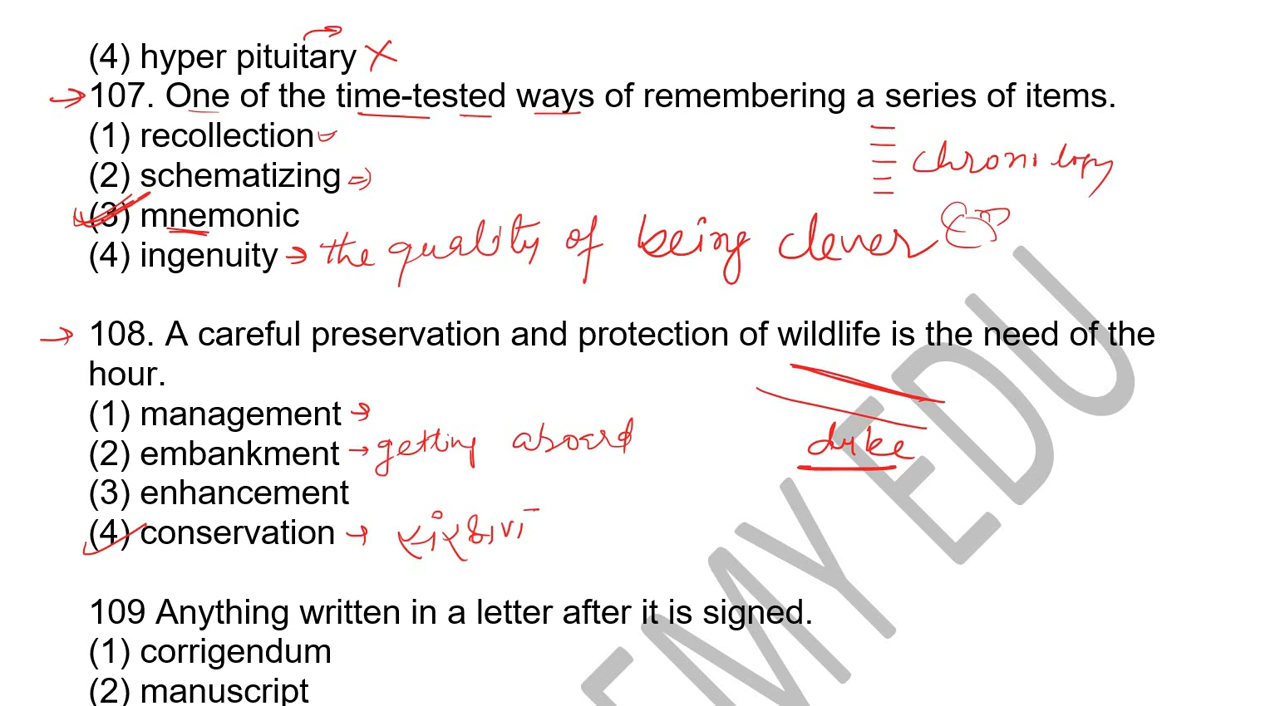 (4) hyper pituitary
107. One of the time-tested ways of remembering a series of items.
(1) recollection
(2) schematizing
(3) mnemonic
(4) ingenuity → the quality of being clever
108. A careful preservation and protection of wildlife is the need of the
hour.
(1) management
(2) embankment → getting aboard
dyke
(3) enhancement
(4) conservation →
109 Anything written in a letter after it is signed.
(1) corrigendum
(2) manuscript
EMY EDU